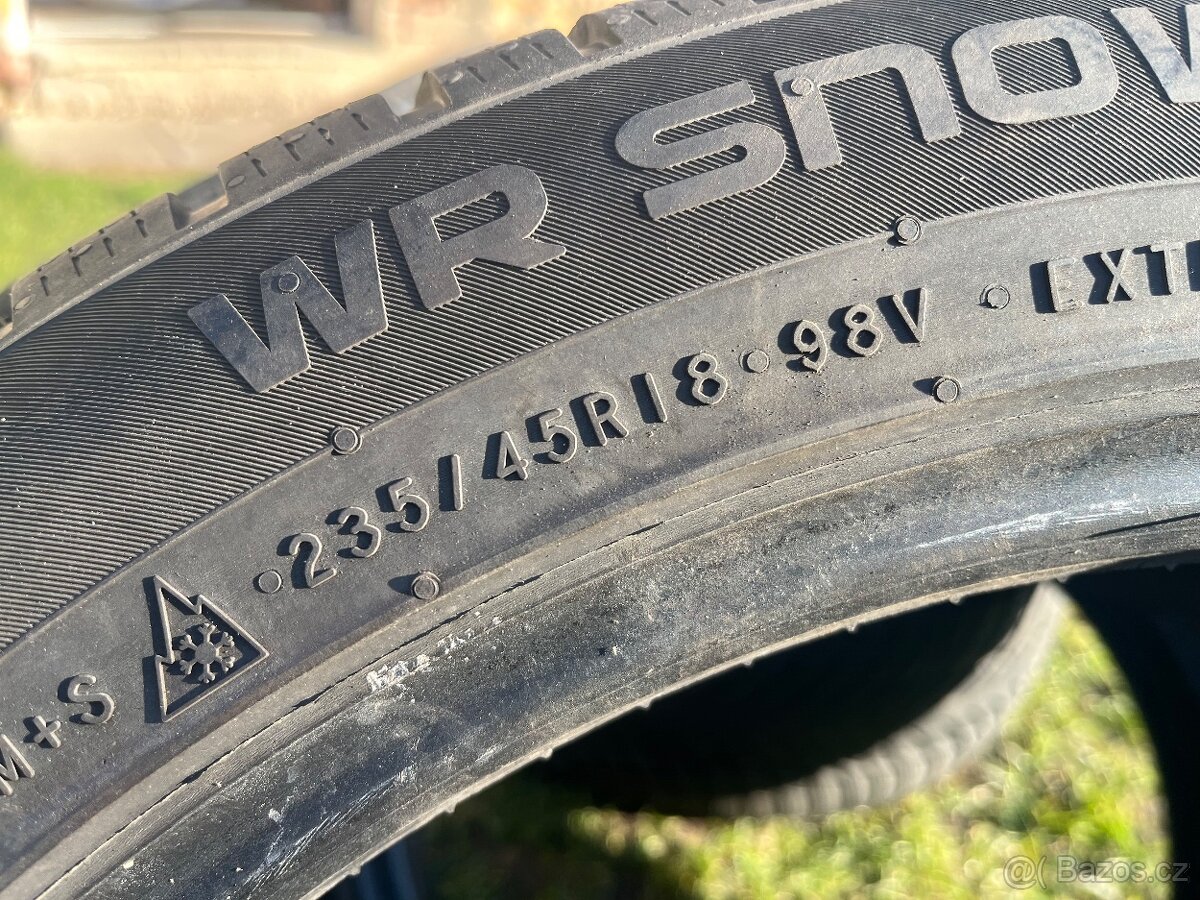 WR SNOW
M+S · 235/45R18 · 98V · EXT
@( Bazos.cz